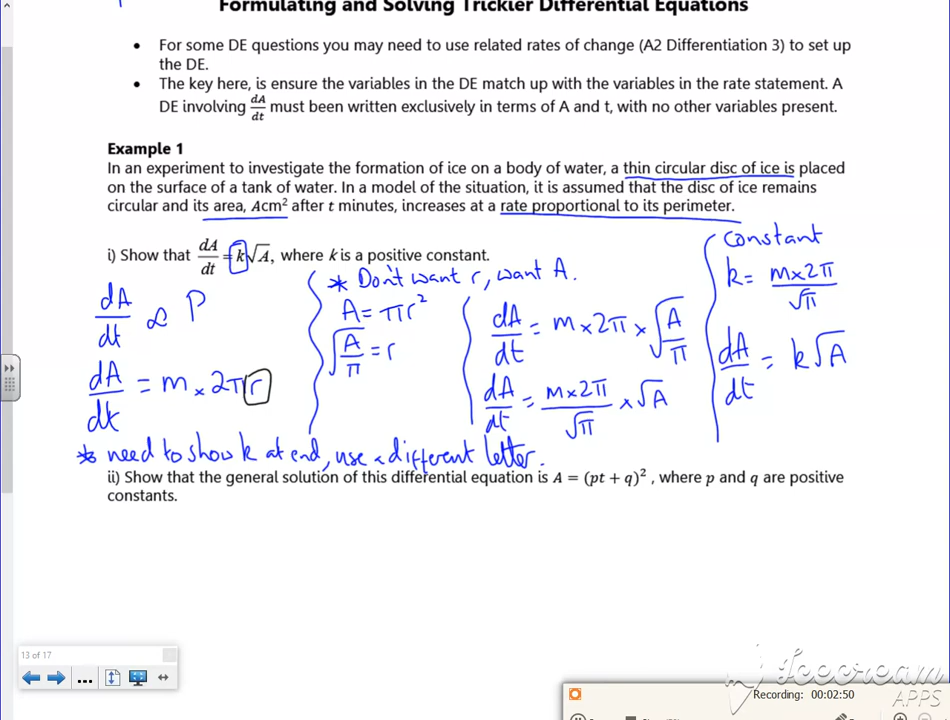 Formulating and Solving Trickier Differential Equations
• For some DE questions you may need to use related rates of change (A2 Differentiation 3) to set up
the DE.
• The key here, is ensure the variables in the DE match up with the variables in the rate statement. A
DE involving dA/dt must been written exclusively in terms of A and t, with no other variables present.
Example 1
In an experiment to investigate the formation of ice on a body of water, a thin circular disc of ice is placed
on the surface of a tank of water. In a model of the situation, it is assumed that the disc of ice remains
circular and its area, Acm² after t minutes, increases at a rate proportional to its perimeter.
i) Show that dA/dt = k√A, where k is a positive constant.
dA/dt ∝ P
dA/dt = m × 2πr
* Don't want r, want A.
A = πr²
√(A/π) = r
dA/dt = m × 2π × √(A/π)
dA/dt = m×2π/√π × √A
constant
k = m×2π/√π
dA/dt = k√A
* need to show k at end, use a different letter.
ii) Show that the general solution of this differential equation is A = (pt + q)² , where p and q are positive
constants.
13 of 17
...
Icecream
APPS
Recording: 00:02:50